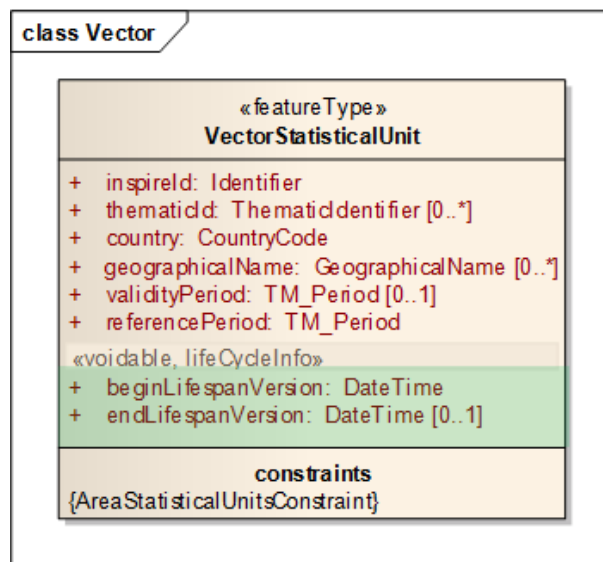 class Vector
«featureType»
VectorStatisticalUnit
+ inspireId: Identifier
+ thematicId: ThematicIdentifier [0..*]
+ country: CountryCode
+ geographicalName: GeographicalName [0..*]
+ validityPeriod: TM_Period [0..1]
+ referencePeriod: TM_Period
«voidable, lifeCycleInfo»
+ beginLifespanVersion: DateTime
+ endLifespanVersion: DateTime [0..1]
constraints
{AreaStatisticalUnitsConstraint}